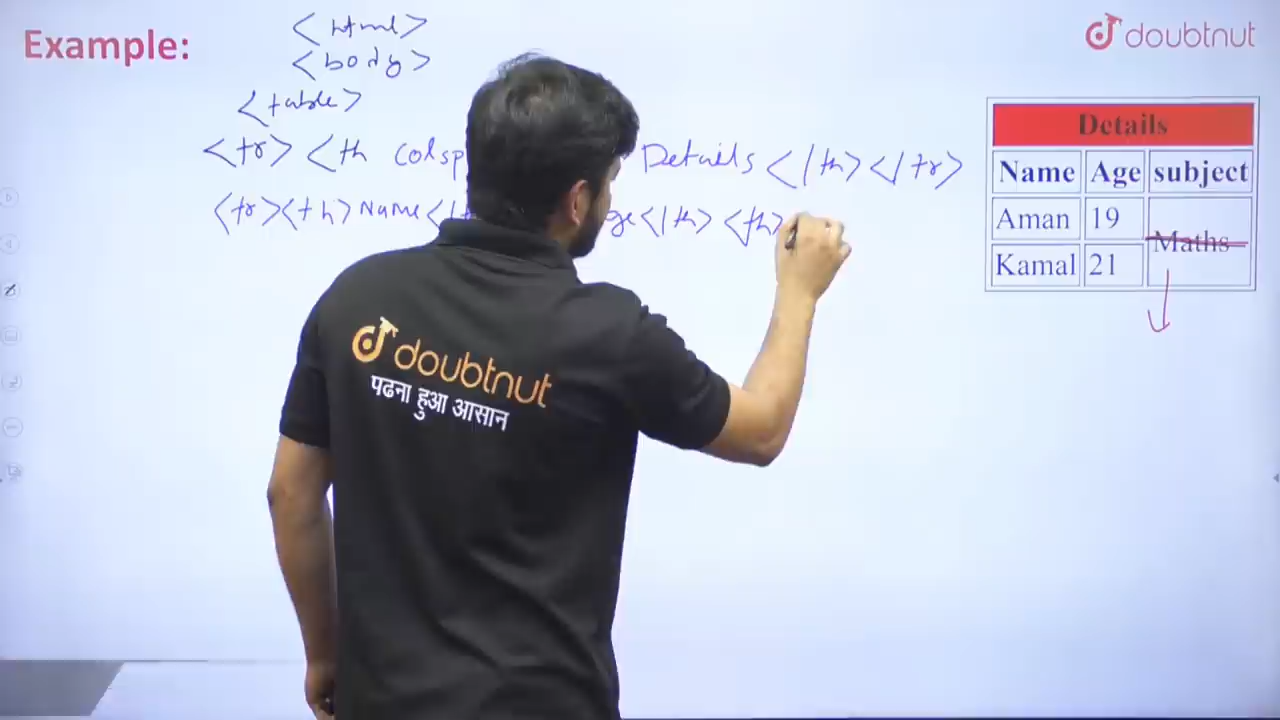 Example:
doubtnut
<html>
<body>
<table>
<tr> <th colsp Details </th> </tr>
<tr><th> Name </th> <th>
Details
Name Age subject
Aman 19
Maths
Kamal 21
doubtnut
पढना हुआ आसान